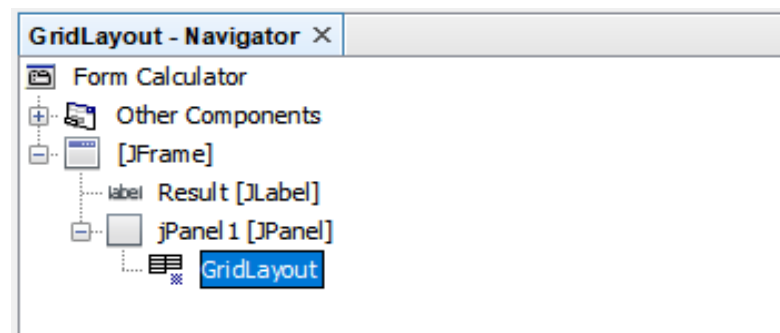 GridLayout - Navigator ×
Form Calculator
Other Components
[JFrame]
label Result [JLabel]
jPanel1 [JPanel]
GridLayout